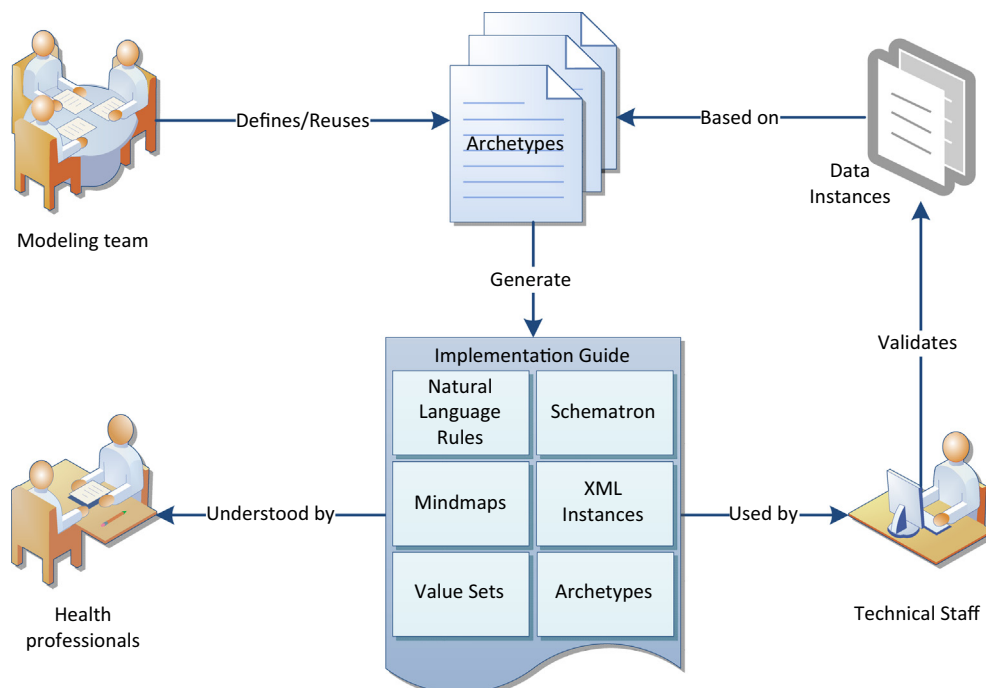 Defines/Reuses
Archetypes
Based on
Data
Instances
Modeling team
Generate
Validates
Implementation Guide
Natural
Language
Rules
Schematron
Mindmaps
XML
Instances
Value Sets
Archetypes
Understood by
Used by
Health
professionals
Technical Staff